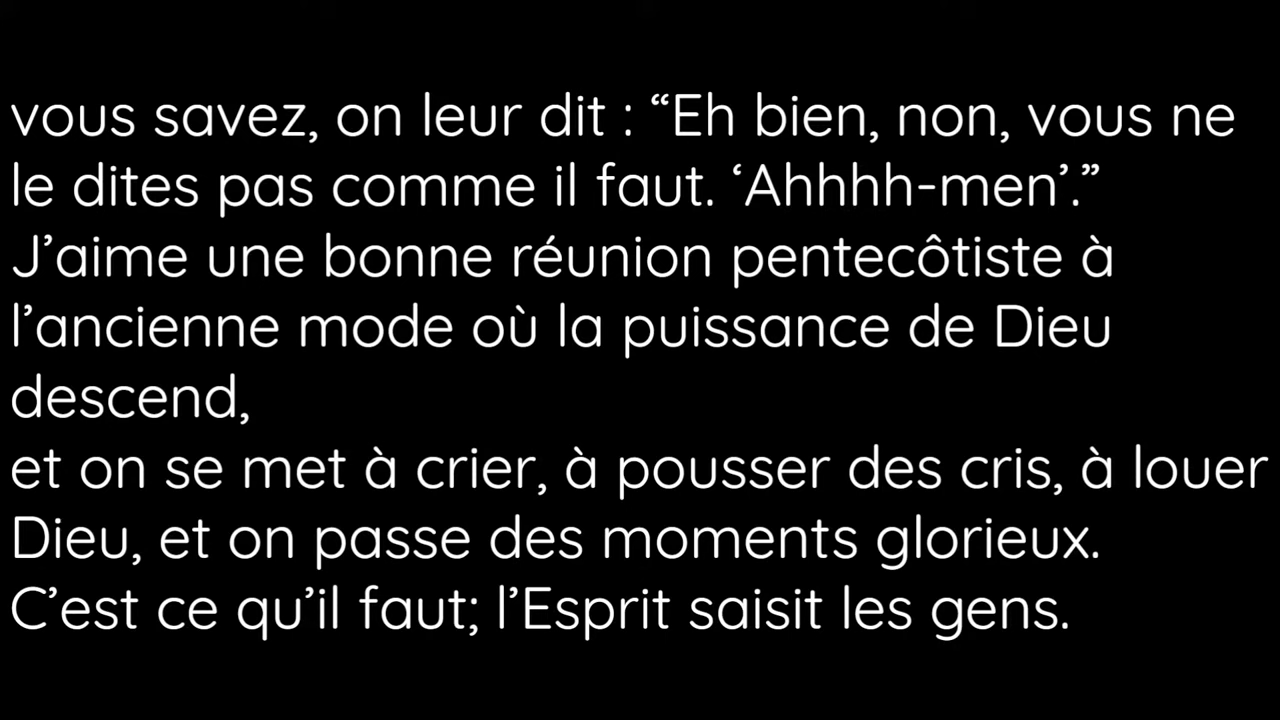 vous savez, on leur dit : “Eh bien, non, vous ne
le dites pas comme il faut. ‘Ahhhh-men’.”
J’aime une bonne réunion pentecôtiste à
l’ancienne mode où la puissance de Dieu
descend,
et on se met à crier, à pousser des cris, à louer
Dieu, et on passe des moments glorieux.
C’est ce qu’il faut; l’Esprit saisit les gens.